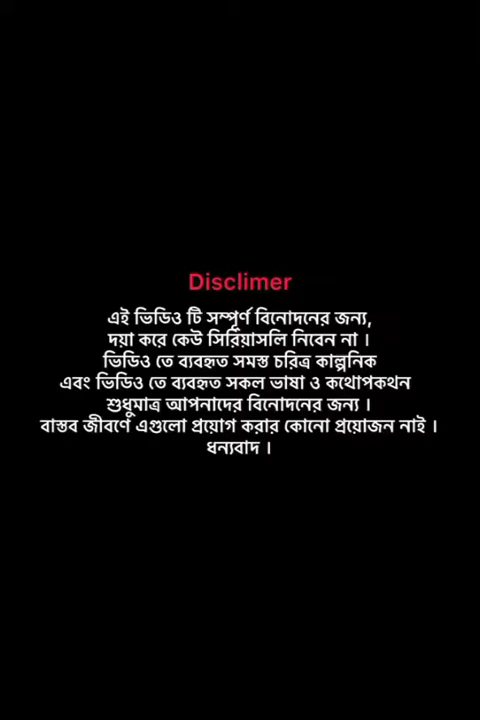 Disclimer
এই ভিডিও টি সম্পূর্ণ বিনোদনের জন্য,
দয়া করে কেউ সিরিয়াসলি নিবেন না ।
ভিডিও তে ব্যবহৃত সমস্ত চরিত্র কাল্পনিক
এবং ভিডিও তে ব্যবহৃত সকল ভাষা ও কথোপকথন
শুধুমাত্র আপনাদের বিনোদনের জন্য ।
বাস্তব জীবণে এগুলো প্রয়োগ করার কোনো প্রয়োজন নাই ।
ধন্যবাদ ।